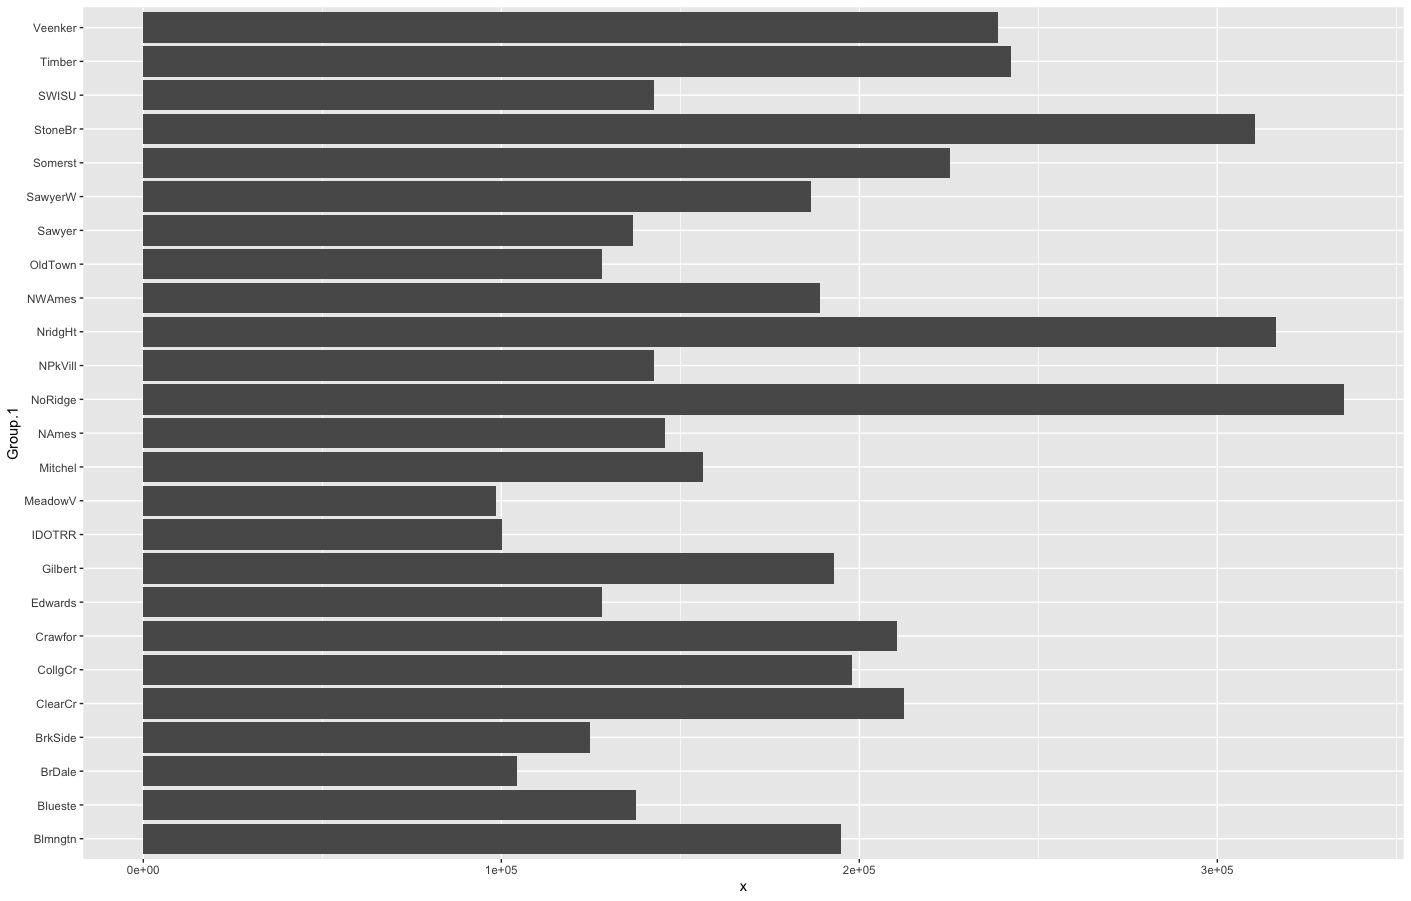 Veenker
Timber
SWISU
StoneBr
Somerst
SawyerW
Sawyer
OldTown
NWAmes
NridgHt
NPkVill
NoRidge
NAmes
Mitchel
MeadowV
IDOTRR
Gilbert
Edwards
Crawfor
CollgCr
ClearCr
BrkSide
BrDale
Blueste
Blmngtn
Group.1
0e+00 1e+05 2e+05 3e+05
x